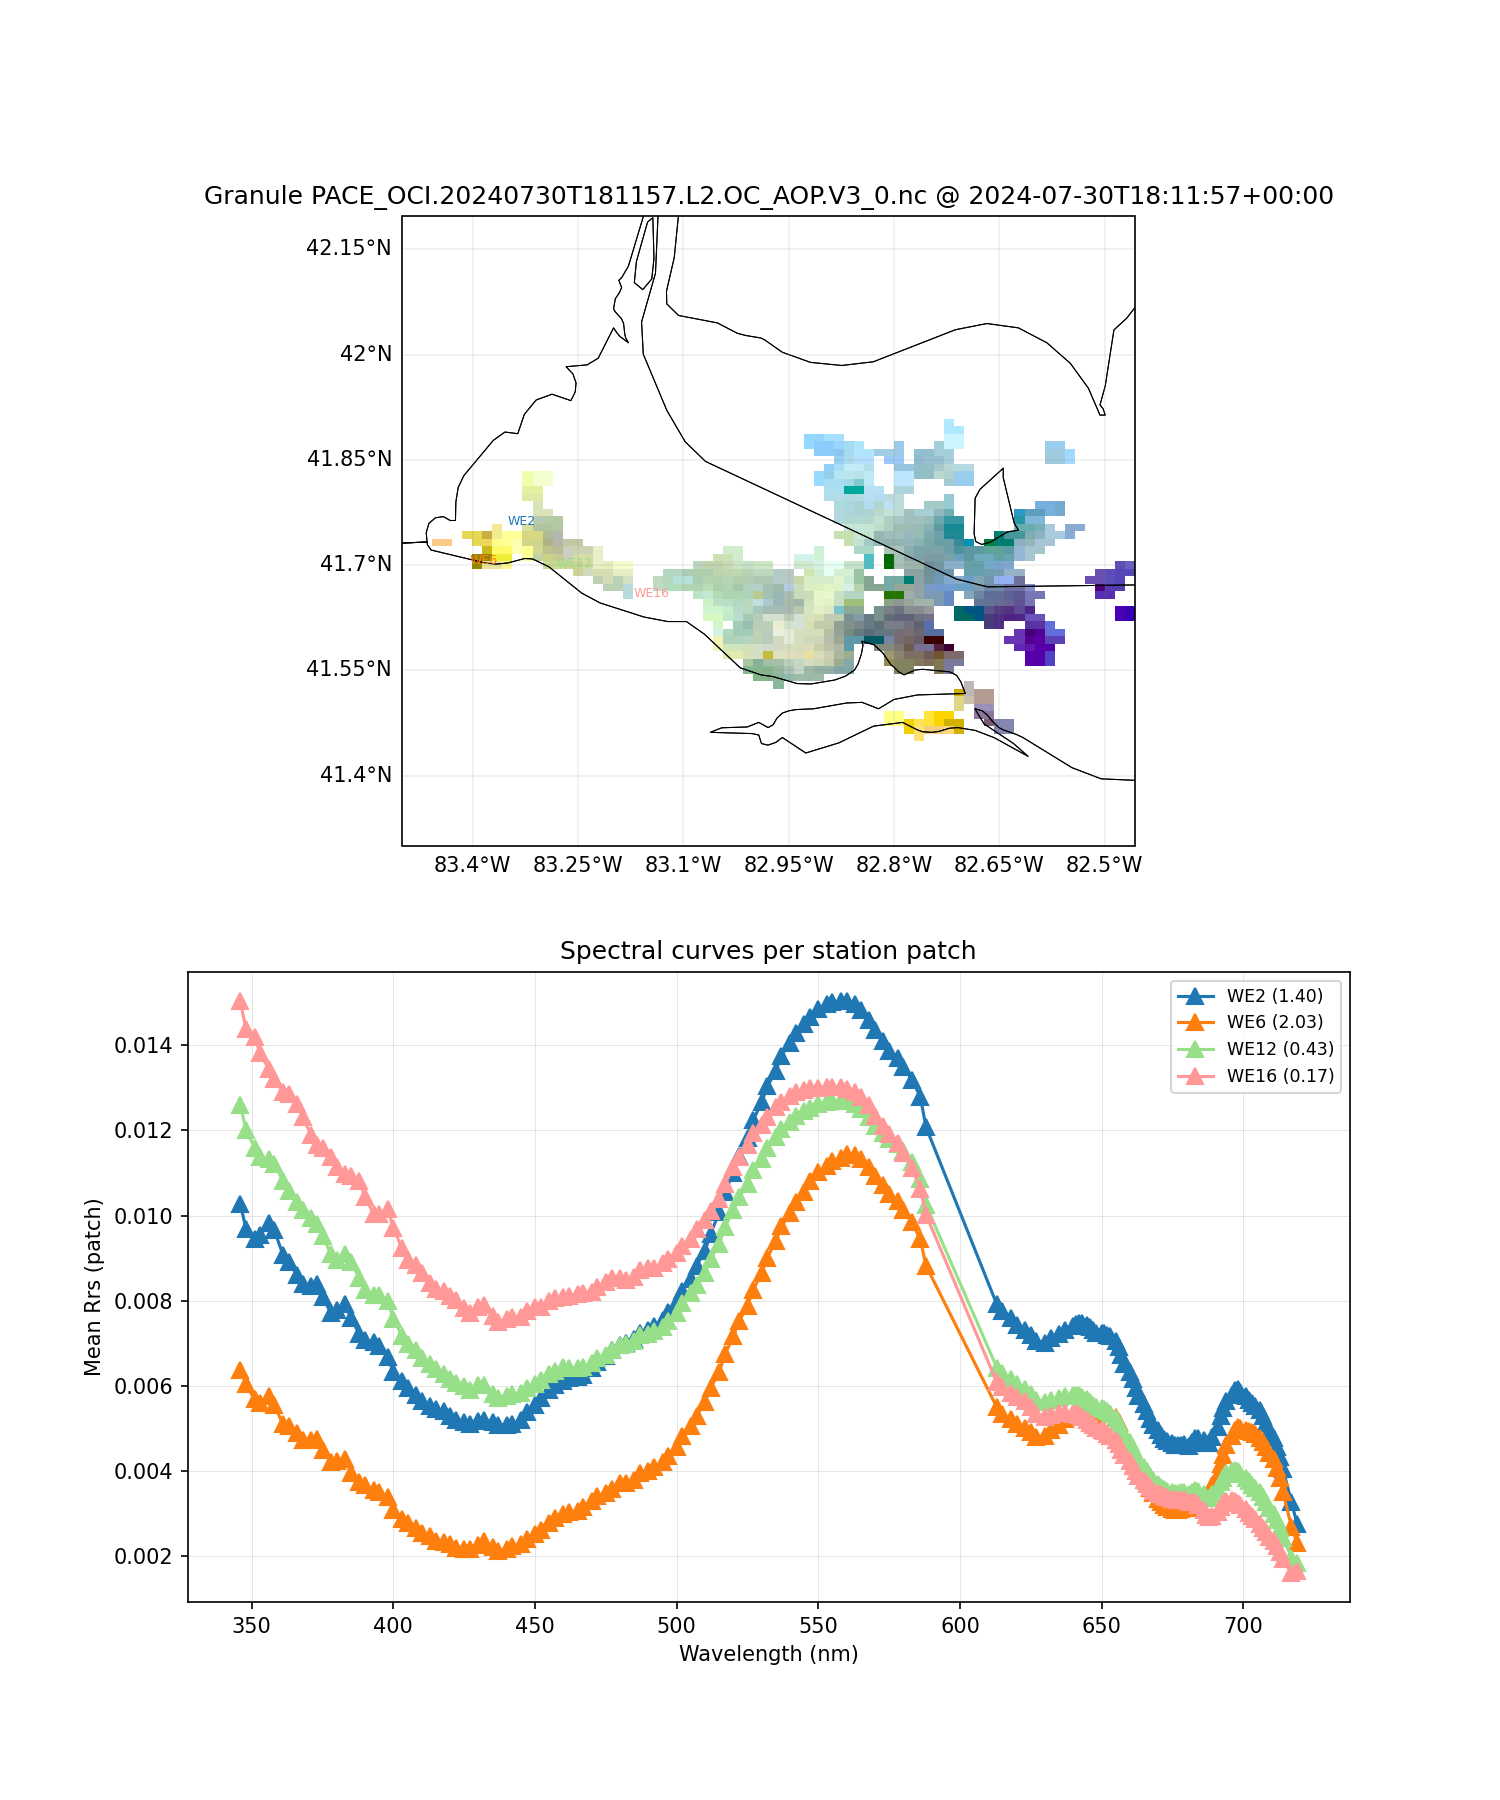 Granule PACE_OCI.20240730T181157.L2.OC_AOP.V3_0.nc @ 2024-07-30T18:11:57+00:00
42.15°N
42°N
41.85°N
41.7°N
41.55°N
41.4°N
WE2
WE6
WE12
WE16
83.4°W 83.25°W 83.1°W 82.95°W 82.8°W 82.65°W 82.5°W
Spectral curves per station patch
WE2 (1.40)
WE6 (2.03)
WE12 (0.43)
WE16 (0.17)
Mean Rrs (patch)
0.014
0.012
0.010
0.008
0.006
0.004
0.002
350 400 450 500 550 600 650 700
Wavelength (nm)